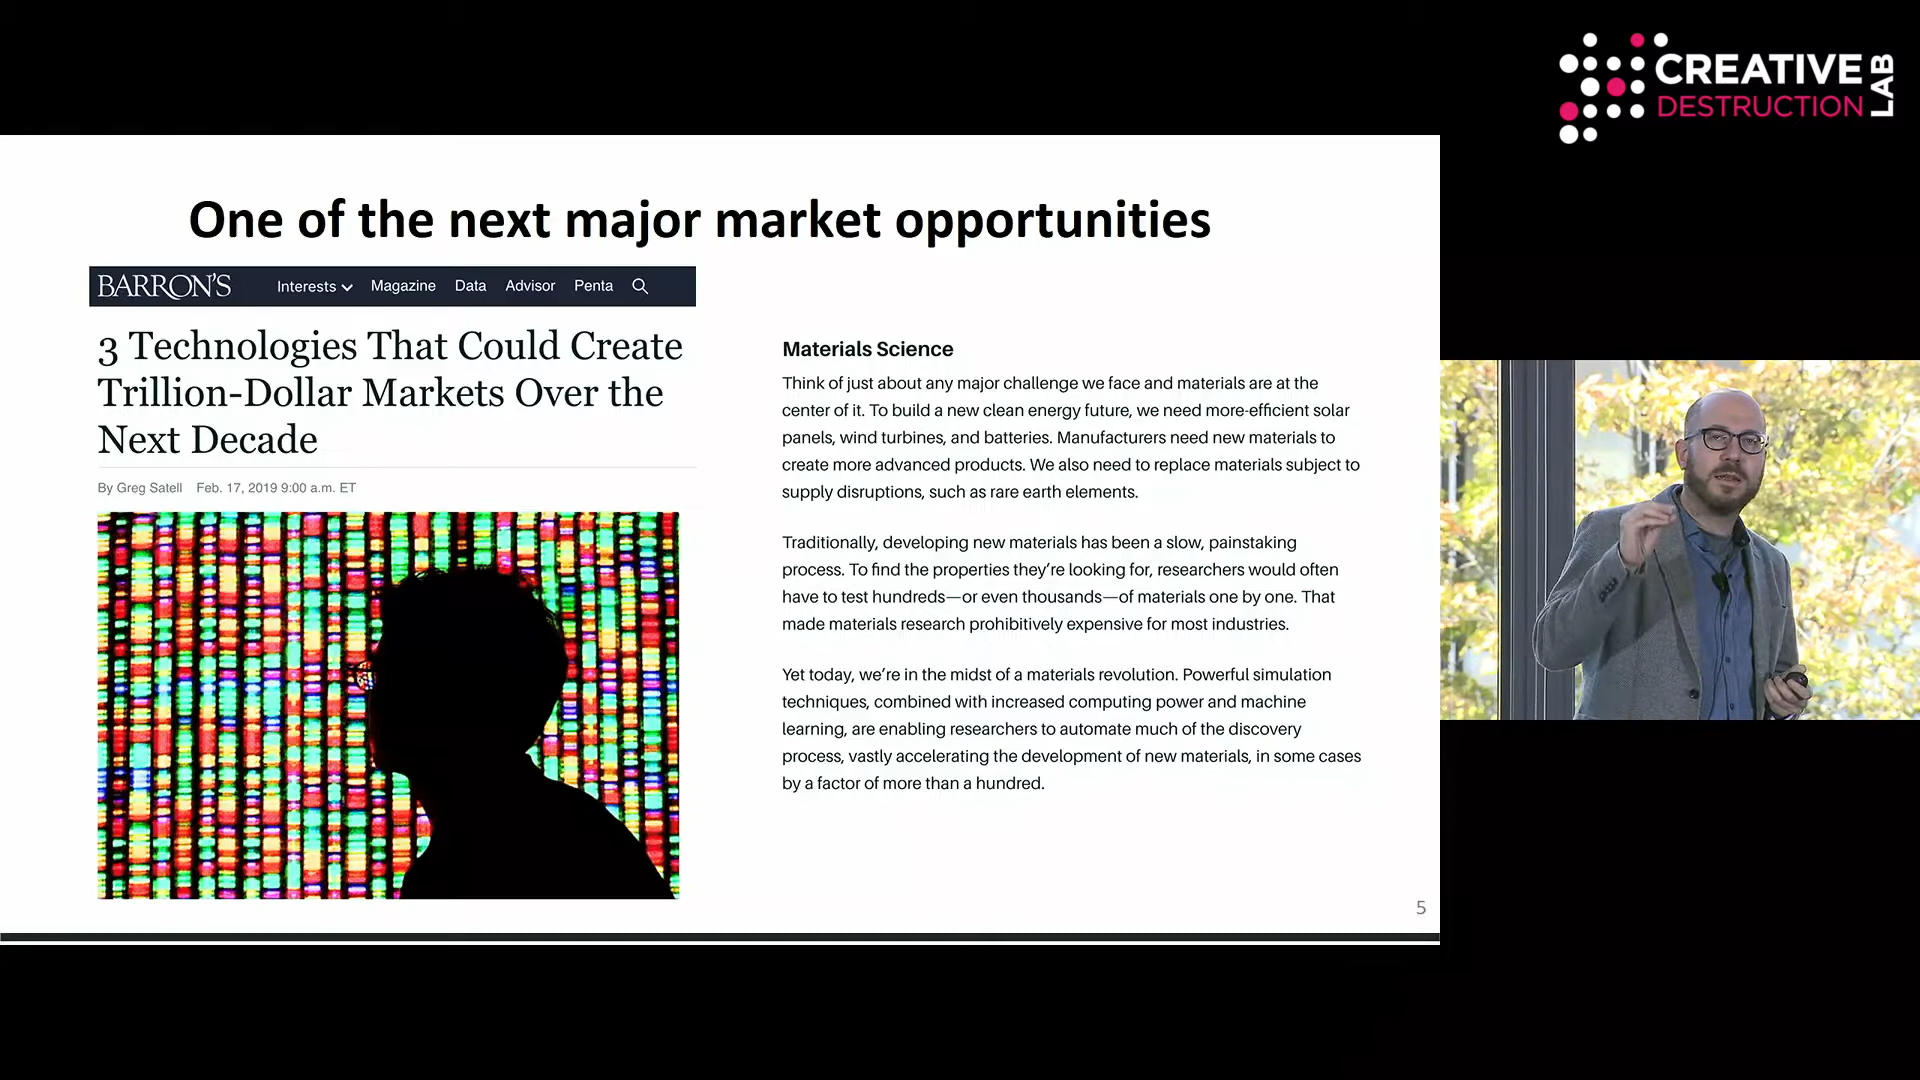 CREATIVE
DESTRUCTION
LAB
One of the next major market opportunities
BARRON'S Interests Magazine Data Advisor Penta
3 Technologies That Could Create
Trillion-Dollar Markets Over the
Next Decade
By Greg Satell Feb. 17, 2019 9:00 a.m. ET
Materials Science
Think of just about any major challenge we face and materials are at the
center of it. To build a new clean energy future, we need more-efficient solar
panels, wind turbines, and batteries. Manufacturers need new materials to
create more advanced products. We also need to replace materials subject to
supply disruptions, such as rare earth elements.
Traditionally, developing new materials has been a slow, painstaking
process. To find the properties they’re looking for, researchers would often
have to test hundreds—or even thousands—of materials one by one. That
made materials research prohibitively expensive for most industries.
Yet today, we’re in the midst of a materials revolution. Powerful simulation
techniques, combined with increased computing power and machine
learning, are enabling researchers to automate much of the discovery
process, vastly accelerating the development of new materials, in some cases
by a factor of more than a hundred.
5